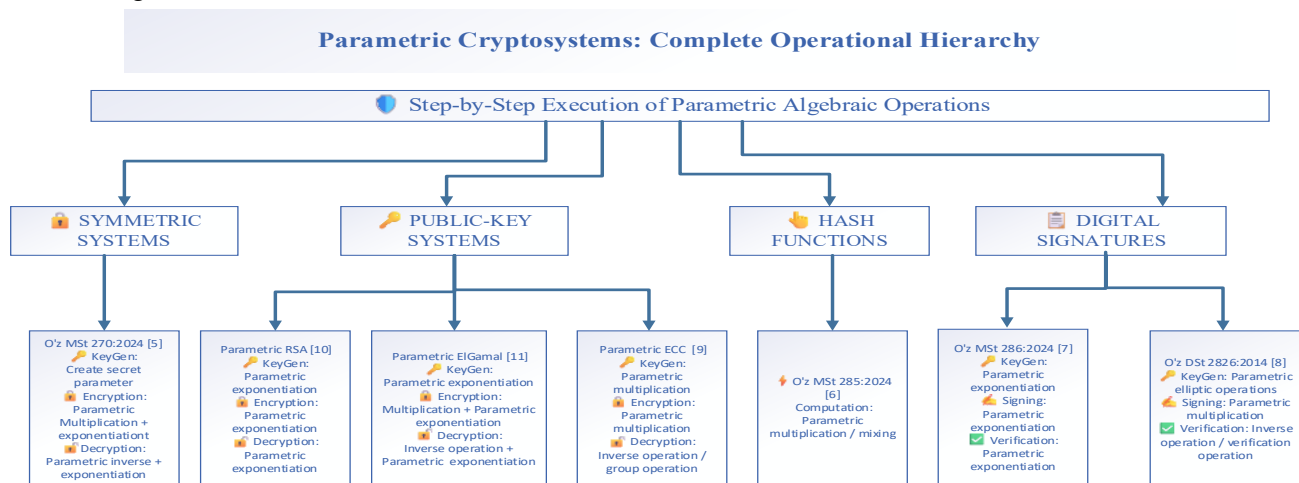 Parametric Cryptosystems: Complete Operational Hierarchy
🛡️ Step-by-Step Execution of Parametric Algebraic Operations
🔒 SYMMETRIC
SYSTEMS
🔑 PUBLIC-KEY
SYSTEMS
👆 HASH
FUNCTIONS
📋 DIGITAL
SIGNATURES
O'z MSt 270:2024 [5]
🔑 KeyGen:
Create secret
parameter
🔒 Encryption:
Parametric
Multiplication +
exponentiationt
🔓 Decryption:
Parametric inverse +
exponentiation
Parametric RSA [10]
🔑 KeyGen:
Parametric
exponentiation
🔒 Encryption:
Parametric
exponentiation
🔓 Decryption:
Parametric
exponentiation
Parametric ElGamal [11]
🔑 KeyGen:
Parametric exponentiation
🔒 Encryption:
Multiplication + Parametric
exponentiation
🔓 Decryption:
Inverse operation +
Parametric exponentiation
Parametric ECC [9]
🔑 KeyGen:
Parametric
multiplication
🔒 Encryption:
Parametric
multiplication
🔓 Decryption:
Inverse operation /
group operation
⚡ O'z MSt 285:2024
[6]
Computation:
Parametric
multiplication / mixing
O'z MSt 286:2024 [7]
🔑 KeyGen:
Parametric
exponentiation
✍️ Signing:
Parametric
exponentiation
✅ Verification:
Parametric
exponentiation
O'z DSt 2826:2014 [8]
🔑 KeyGen: Parametric
elliptic operations
✍️ Signing: Parametric
multiplication
✅ Verification: Inverse
operation / verification
operation